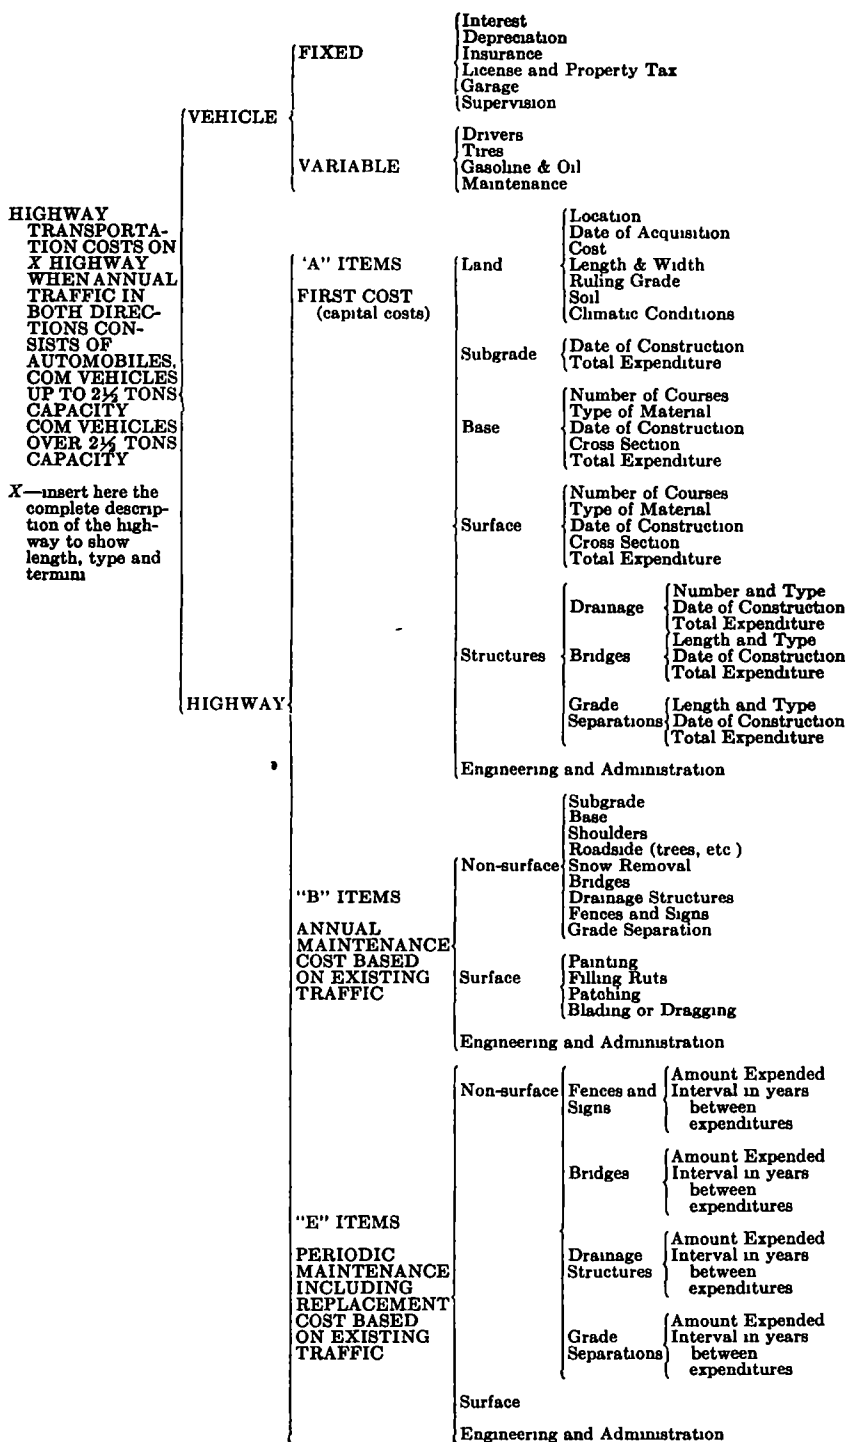 HIGHWAY
TRANSPORTA-
TION COSTS ON
X HIGHWAY
WHEN ANNUAL
TRAFFIC IN
BOTH DIREC-
TIONS CON-
SISTS OF
AUTOMOBILES,
COM VEHICLES
UP TO 2½ TONS
CAPACITY
COM VEHICLES
OVER 2½ TONS
CAPACITY
X—insert here the
complete descrip-
tion of the high-
way to show
length, type and
termini
VEHICLE
FIXED
Interest
Depreciation
Insurance
License and Property Tax
Garage
Supervision
VARIABLE
Drivers
Tires
Gasoline & Oil
Maintenance
HIGHWAY
'A" ITEMS
FIRST COST
(capital costs)
Land
Location
Date of Acquisition
Cost
Length & Width
Ruling Grade
Soil
Climatic Conditions
Subgrade
Date of Construction
Total Expenditure
Base
Number of Courses
Type of Material
Date of Construction
Cross Section
Total Expenditure
Surface
Number of Courses
Type of Material
Date of Construction
Cross Section
Total Expenditure
Structures
Drainage
Number and Type
Date of Construction
Total Expenditure
Bridges
Length and Type
Date of Construction
Total Expenditure
Grade
Separations
Length and Type
Date of Construction
Total Expenditure
Engineering and Administration
"B" ITEMS
ANNUAL
MAINTENANCE
COST BASED
ON EXISTING
TRAFFIC
Non-surface
Subgrade
Base
Shoulders
Roadside (trees, etc )
Snow Removal
Bridges
Drainage Structures
Fences and Signs
Grade Separation
Surface
Painting
Filling Ruts
Patching
Blading or Dragging
Engineering and Administration
"E" ITEMS
PERIODIC
MAINTENANCE
INCLUDING
REPLACEMENT
COST BASED
ON EXISTING
TRAFFIC
Non-surface
Fences and
Signs
Amount Expended
Interval in years
between
expenditures
Bridges
Amount Expended
Interval in years
between
expenditures
Drainage
Structures
Amount Expended
Interval in years
between
expenditures
Grade
Separations
Amount Expended
Interval in years
between
expenditures
Surface
Engineering and Administration